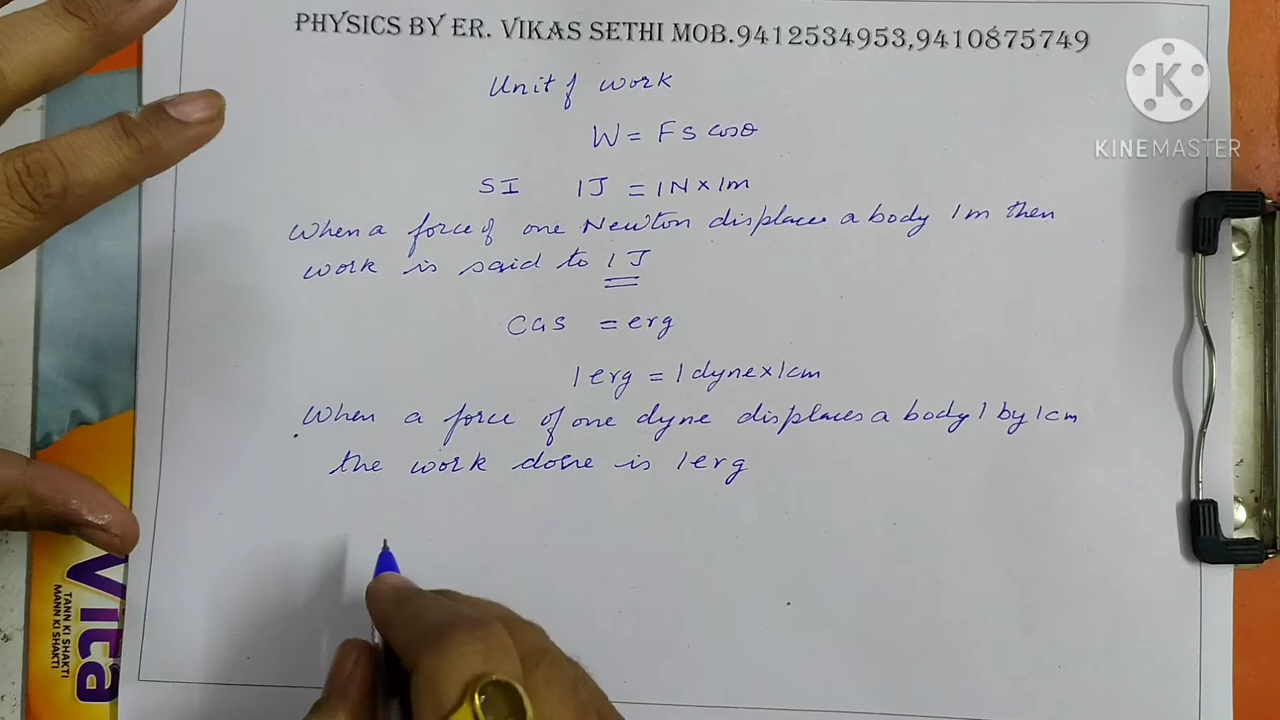 PHYSICS BY ER. VIKAS SETHI MOB.9412534953,9410875749
K
KINEMASTER
Unit of work
W = FS cosθ
SI 1J = 1N × 1m
When a force of one Newton displaces a body 1m then
work is said to 1J
CGS = erg
1 erg = 1 dyne × 1cm
When a force of one dyne displaces a body 1 by 1cm
the work done is 1erg
Vita
TANN KI SHAKTI
MANN KI SHAKTI